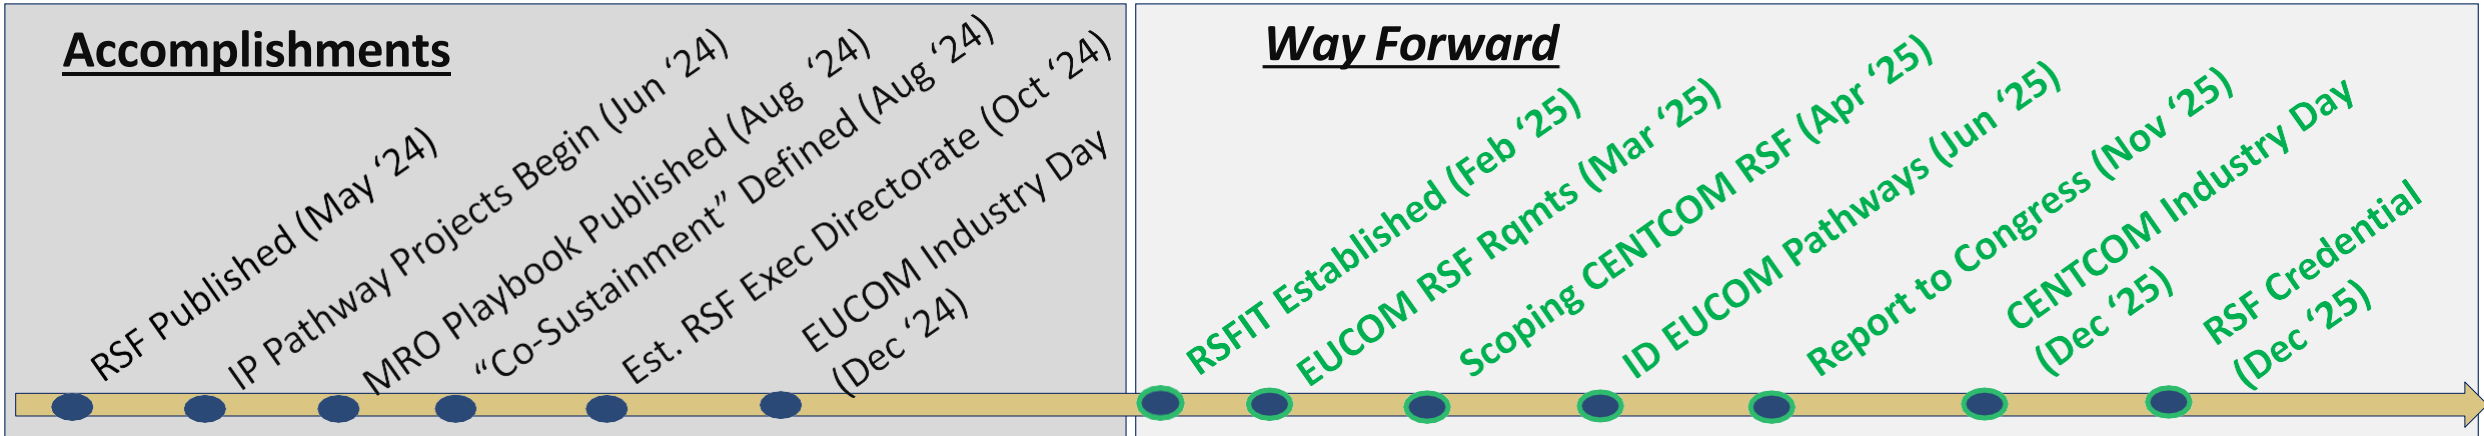 Accomplishments
RSF Published (May ‘24)
IP Pathway Projects Begin (Jun ‘24)
MRO Playbook Published (Aug ‘24)
“Co-Sustainment” Defined (Aug ‘24)
Est. RSF Exec Directorate (Oct ‘24)
EUCOM Industry Day
(Dec ‘24)
Way Forward
RSFIT Established (Feb ‘25)
EUCOM RSF Rqmts (Mar ‘25)
Scoping CENTCOM RSF (Apr ‘25)
ID EUCOM Pathways (Jun ‘25)
Report to Congress (Nov ‘25)
CENTCOM Industry Day
(Dec ‘25)
RSF Credential
(Dec ‘25)